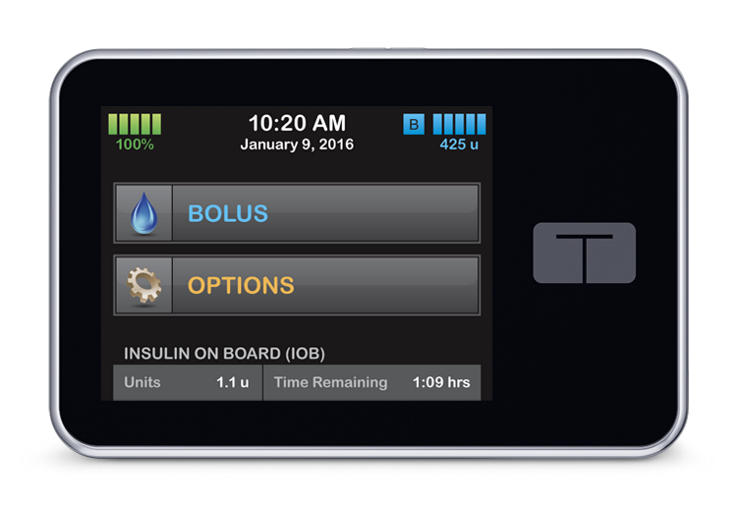 10:20 AM
B
100%
January 9, 2016
425 u
BOLUS
OPTIONS
T
INSULIN ON BOARD (IOB)
Units 1.1 u Time Remaining 1:09 hrs